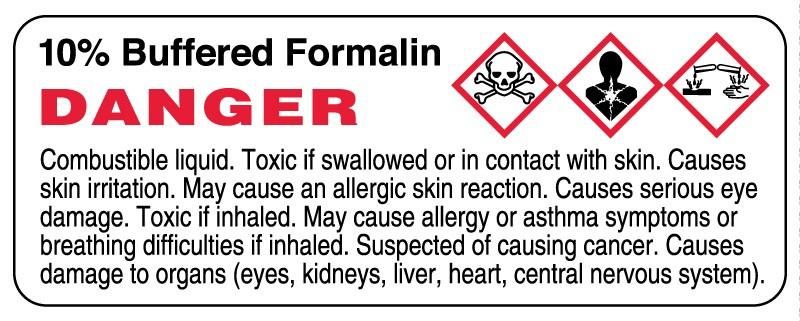 10% Buffered Formalin
DANGER
Combustible liquid. Toxic if swallowed or in contact with skin. Causes
skin irritation. May cause an allergic skin reaction. Causes serious eye
damage. Toxic if inhaled. May cause allergy or asthma symptoms or
breathing difficulties if inhaled. Suspected of causing cancer. Causes
damage to organs (eyes, kidneys, liver, heart, central nervous system).